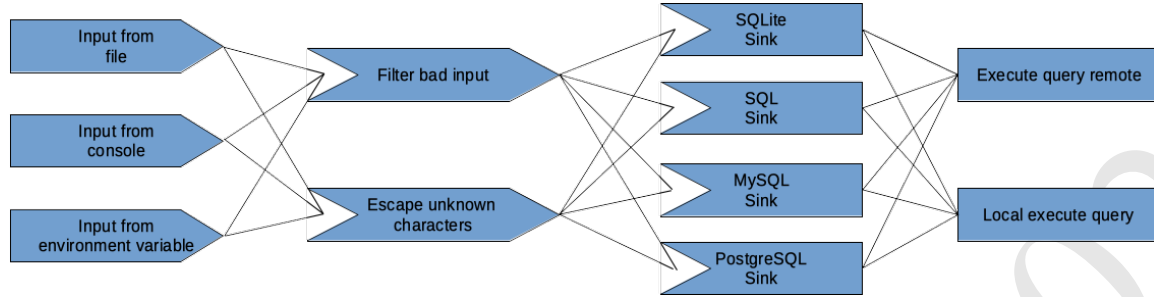 Input from
file
Input from
console
Input from
environment variable
Filter bad input
Escape unknown
characters
SQLite
Sink
SQL
Sink
MySQL
Sink
PostgreSQL
Sink
Execute query remote
Local execute query